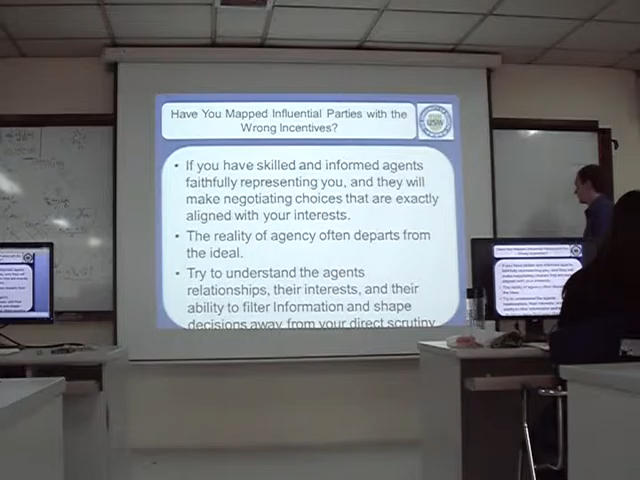 Have You Mapped Influential Parties with the
Wrong Incentives?
• If you have skilled and informed agents
faithfully representing you, and they will
make negotiating choices that are exactly
aligned with your interests.
• The reality of agency often departs from
the ideal.
• Try to understand the agents
relationships, their interests, and their
ability to filter Information and shape
decisions away from your direct scrutiny